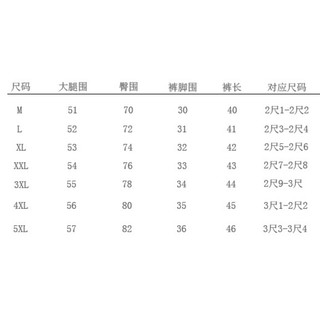 尺码 大腿围 臀围 裤脚围 裤长 对应尺码
M 51 70 30 40 2尺1-2尺2
L 52 72 31 41 2尺3-2尺4
XL 53 74 32 42 2尺5-2尺6
XXL 54 76 33 43 2尺7-2尺8
3XL 55 78 34 44 2尺9-3尺
4XL 56 80 35 45 3尺1-2尺2
5XL 57 82 36 46 3尺3-3尺4